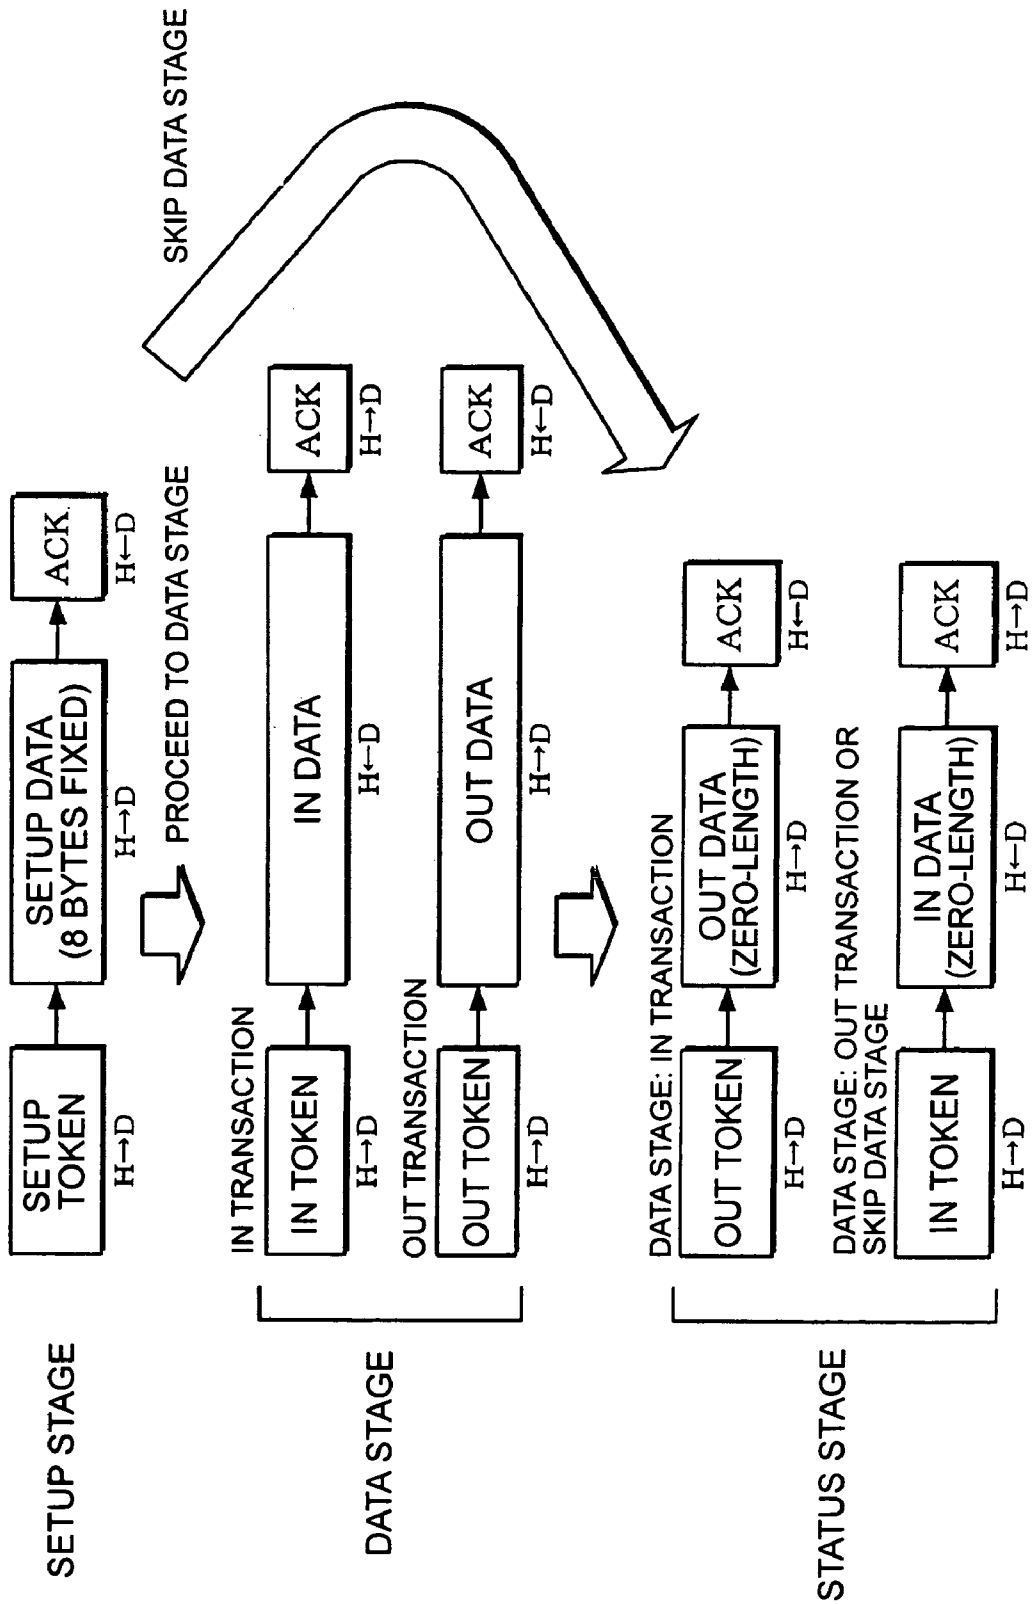 SETUP STAGE
SETUP
TOKEN
H→D
SETUP DATA
(8 BYTES FIXED)
H→D
ACK
H←D
PROCEED TO DATA STAGE
SKIP DATA STAGE
DATA STAGE
IN TRANSACTION
IN TOKEN
H→D
IN DATA
H←D
ACK
H→D
OUT TRANSACTION
OUT TOKEN
H→D
OUT DATA
H→D
ACK
H←D
STATUS STAGE
DATA STAGE: IN TRANSACTION
OUT TOKEN
H→D
OUT DATA
(ZERO-LENGTH)
H→D
ACK
H←D
DATA STAGE: OUT TRANSACTION OR
SKIP DATA STAGE
IN TOKEN
H→D
IN DATA
(ZERO-LENGTH)
H←D
ACK
H→D